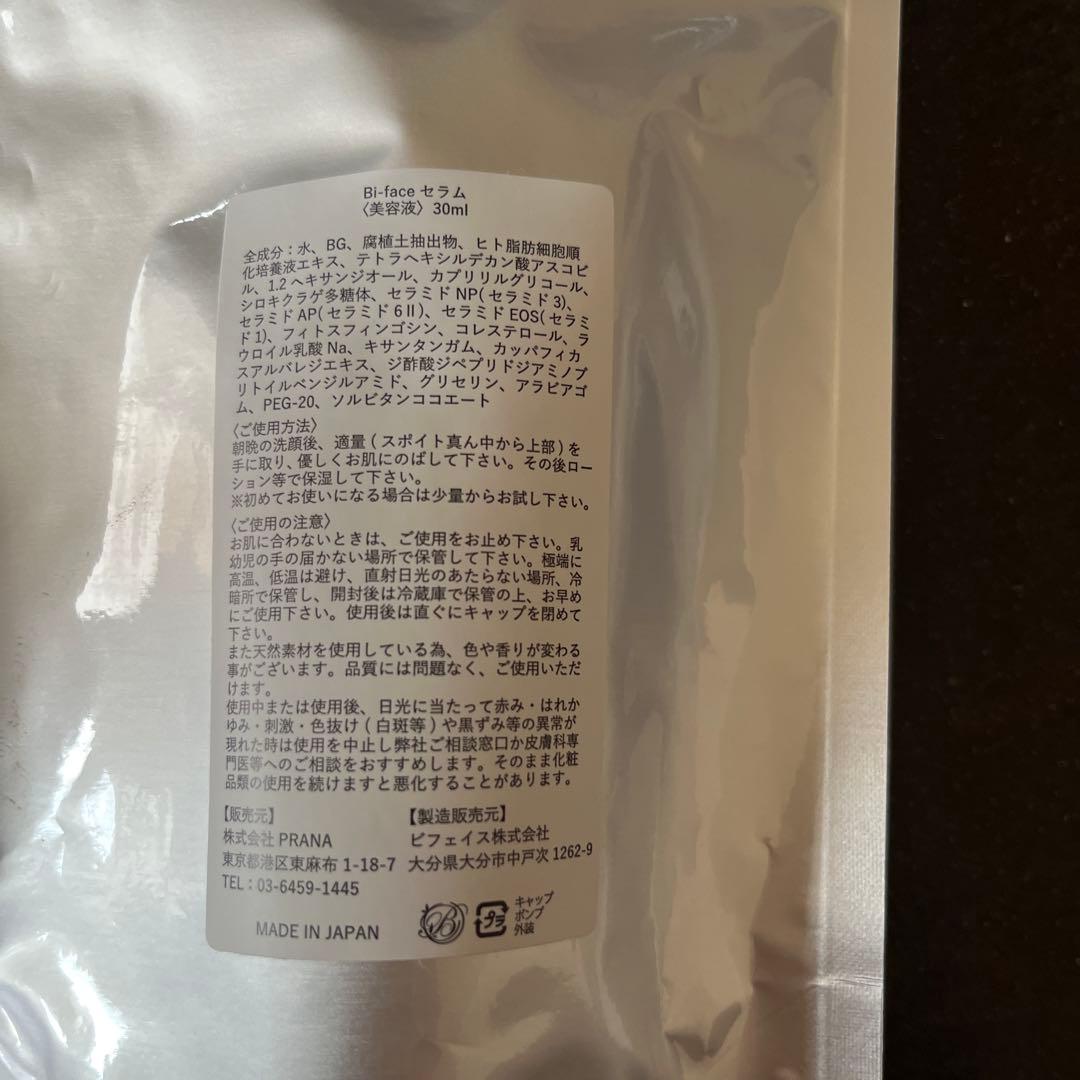 Bi-face セラム
〈美容液〉30ml
全成分：水、BG、腐植土抽出物、ヒト脂肪細胞順
化培養液エキス、テトラヘキシルデカン酸アスコビ
ル、1.2ヘキサンジオール、カプリリルグリコール、
シロキクラゲ多糖体、セラミドNP(セラミド3)、
セラミドAP(セラミド6Ⅱ)、セラミドEOS(セラミ
ド1)、フィトスフィンゴシン、コレステロール、ラ
ウロイル乳酸Na、キサンタンガム、カッパフィカ
スアルバレジエキス、ジ酢酸ジペプリドジアミノブ
リトイルベンジルアミド、グリセリン、アラビアゴ
ム、PEG-20、ソルビタンココエート
〈ご使用方法〉
朝晩の洗顔後、適量(スポイト真ん中から上部)を
手に取り、優しくお肌にのばして下さい。その後ロー
ション等で保湿して下さい。
※初めてお使いになる場合は少量からお試し下さい。
〈ご使用の注意〉
お肌に合わないときは、ご使用をお止め下さい。乳
幼児の手の届かない場所で保管して下さい。極端に
高温、低温は避け、直射日光のあたらない場所、冷
暗所で保管し、開封後は冷蔵庫で保管の上、お早め
にご使用下さい。使用後は直ぐにキャップを閉めて
下さい。
また天然素材を使用している為、色や香りが変わる
事がございます。品質には問題なく、ご使用いただ
けます。
使用中または使用後、日光に当たって赤み・はれか
ゆみ・刺激・色抜け(白斑等)や黒ずみ等の異常が
現れた時は使用を中止し弊社ご相談窓口か皮膚科専
門医等へのご相談をおすすめします。そのまま化粧
品類の使用を続けますと悪化することがあります。
【販売元】
株式会社 PRANA
東京都港区東麻布 1-18-7
TEL：03-6459-1445
【製造販売元】
ビフェイス株式会社
大分県大分市中戸次 1262-9
MADE IN JAPAN
B
プラ
キャップ
ポンプ
外装